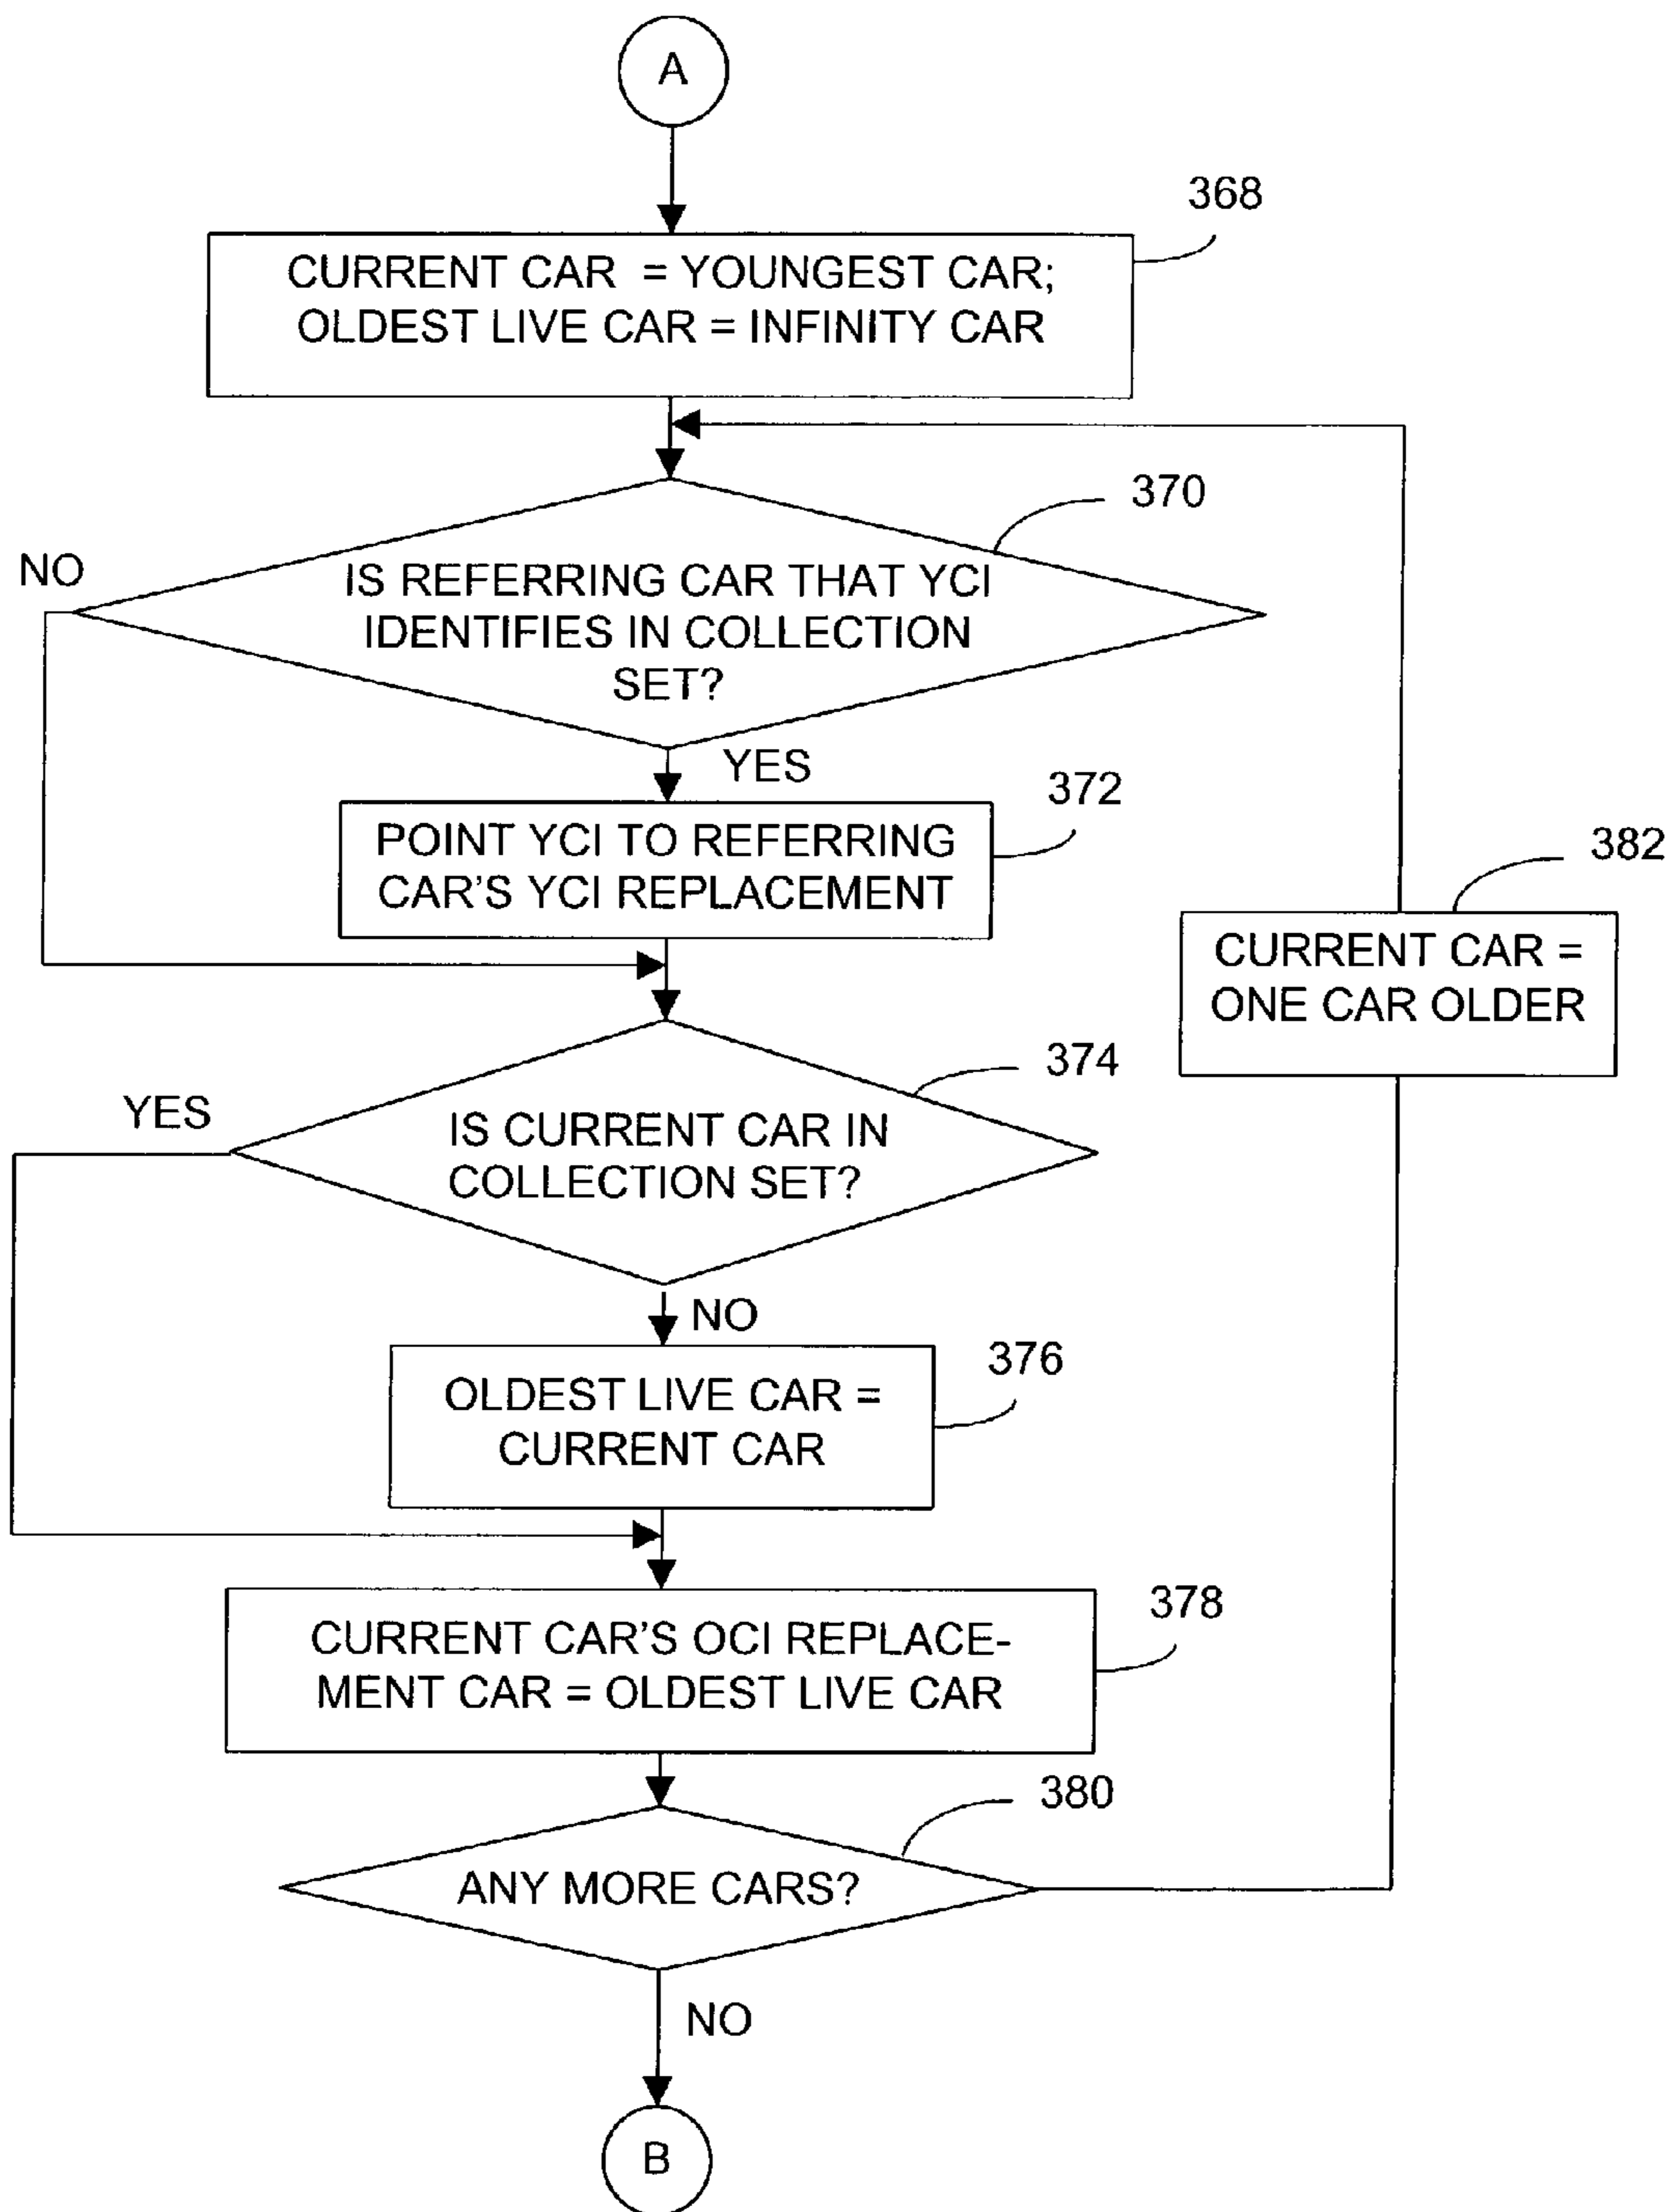 A
368
CURRENT CAR = YOUNGEST CAR;
OLDEST LIVE CAR = INFINITY CAR
370
NO
IS REFERRING CAR THAT YCI
IDENTIFIES IN COLLECTION
SET?
YES
372
POINT YCI TO REFERRING
CAR'S YCI REPLACEMENT
382
CURRENT CAR =
ONE CAR OLDER
374
YES
IS CURRENT CAR IN
COLLECTION SET?
NO
376
OLDEST LIVE CAR =
CURRENT CAR
378
CURRENT CAR'S OCI REPLACE-
MENT CAR = OLDEST LIVE CAR
380
ANY MORE CARS?
NO
B